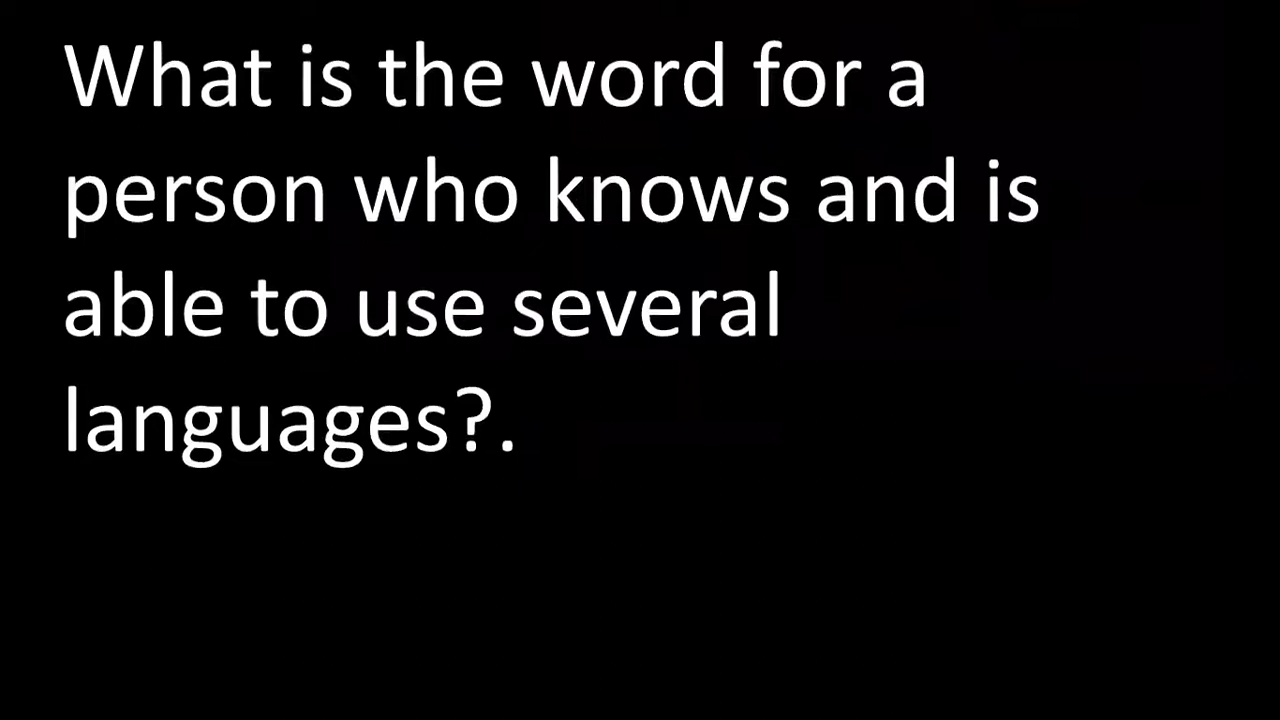 What is the word for a
person who knows and is
able to use several
languages?.